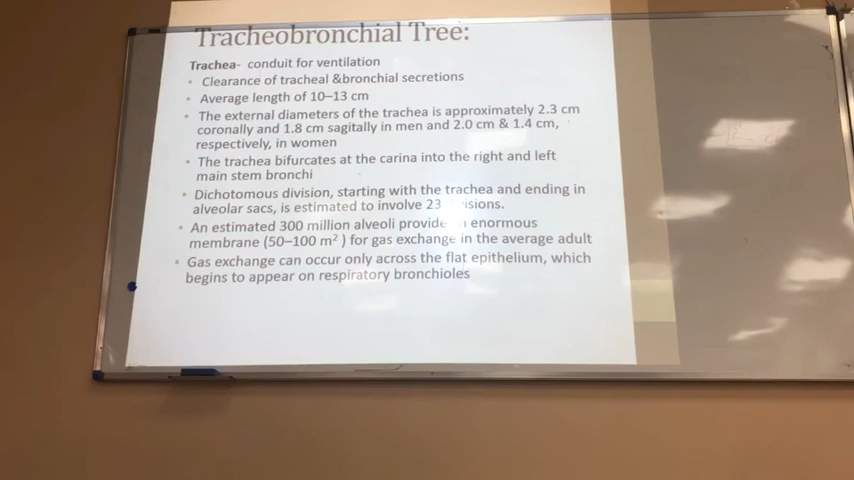 Tracheobronchial Tree:
Trachea- conduit for ventilation
• Clearance of tracheal &bronchial secretions
• Average length of 10–13 cm
• The external diameters of the trachea is approximately 2.3 cm
coronally and 1.8 cm sagitally in men and 2.0 cm & 1.4 cm,
respectively, in women
• The trachea bifurcates at the carina into the right and left
main stem bronchi
• Dichotomous division, starting with the trachea and ending in
alveolar sacs, is estimated to involve 23
• An estimated 300 million alveoli provide enormous
membrane (50–100 m²) for gas exchange in the average adult
• Gas exchange can occur only across the flat epithelium, which
begins to appear on respiratory bronchioles